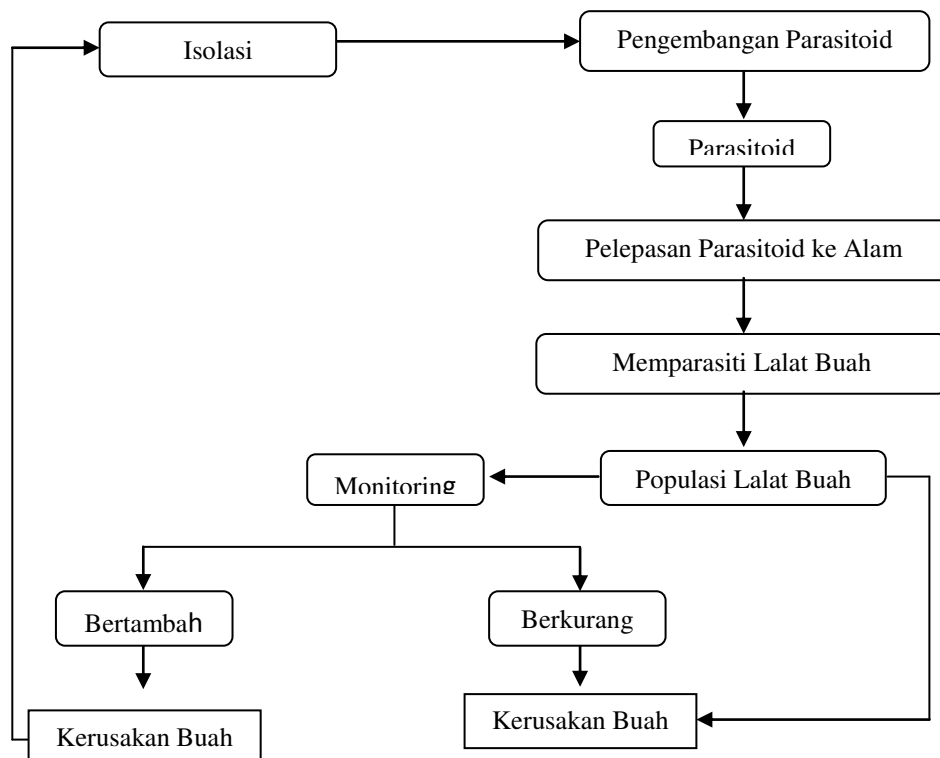 Isolasi
Pengembangan Parasitoid
Parasitoid
Pelepasan Parasitoid ke Alam
Memparasiti Lalat Buah
Populasi Lalat Buah
Monitoring
Bertambah
Berkurang
Kerusakan Buah
Kerusakan Buah